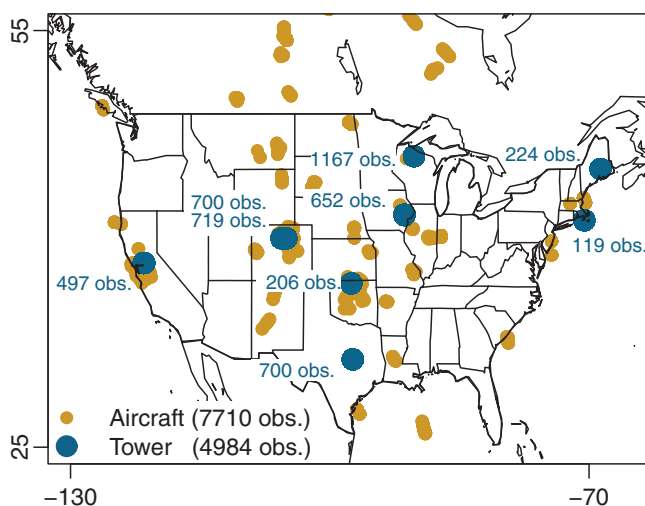 55
1167 obs.
224 obs.
700 obs.
652 obs.
719 obs.
119 obs.
497 obs.
206 obs.
700 obs.
Aircraft (7710 obs.)
Tower (4984 obs.)
25
−130
−70